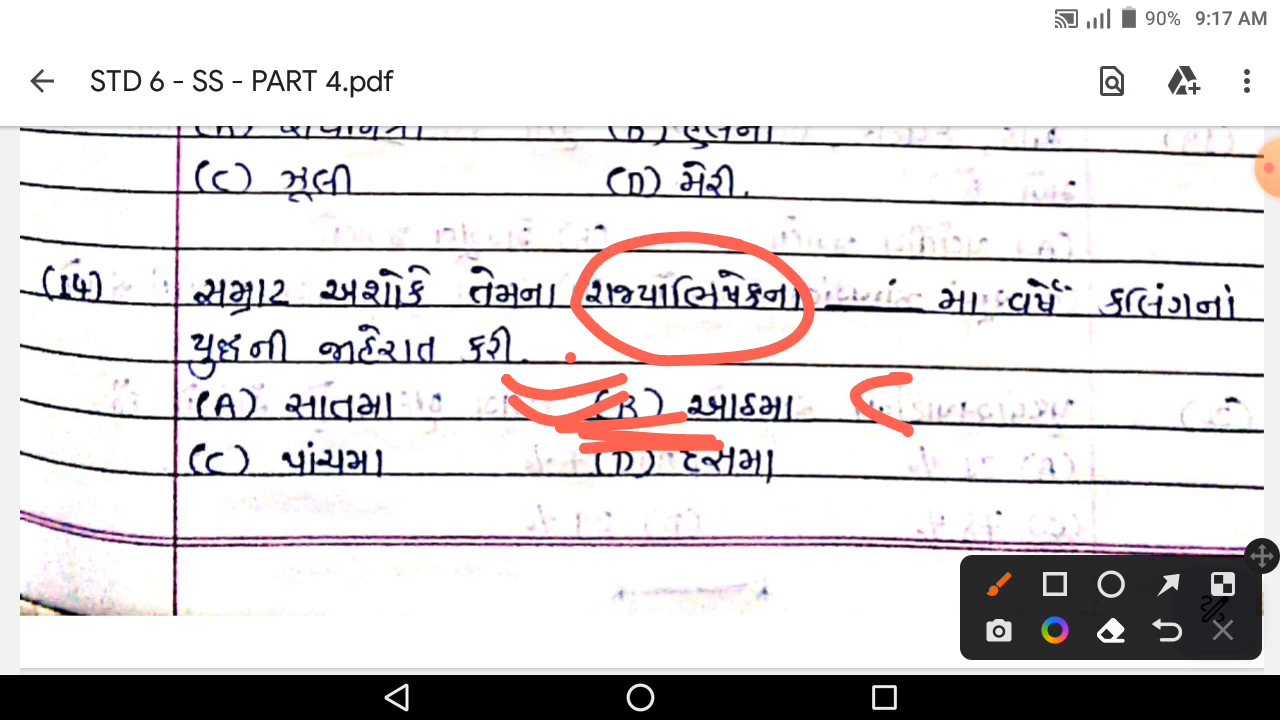 90% 9:17 AM
STD 6 - SS - PART 4.pdf
(C) ઝૂલી (D) મેરી.
(14) સમ્રાટ અશોકે તેમના રાજ્યાભિષેકના ______ મા વર્ષે કલિંગનાં
યુદ્ધની જાહેરાત કરી.
(A) સાતમા (B) આઠમા
(C) પાંચમા (D) દસમા